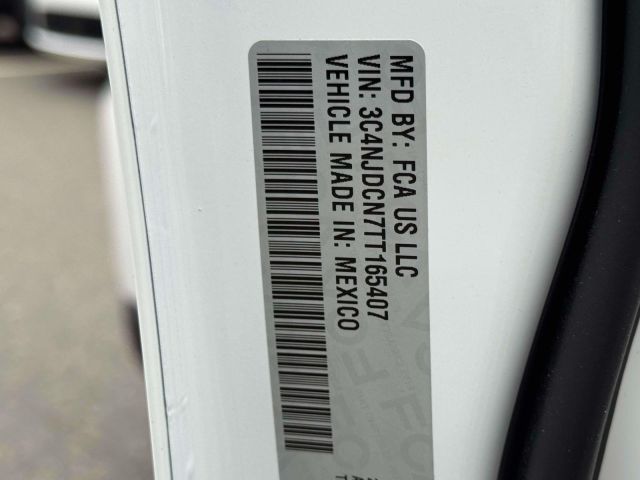 MFD BY: FCA US LLC
VIN: 3C4NJDCN7TT165407
VEHICLE MADE IN: MEXICO